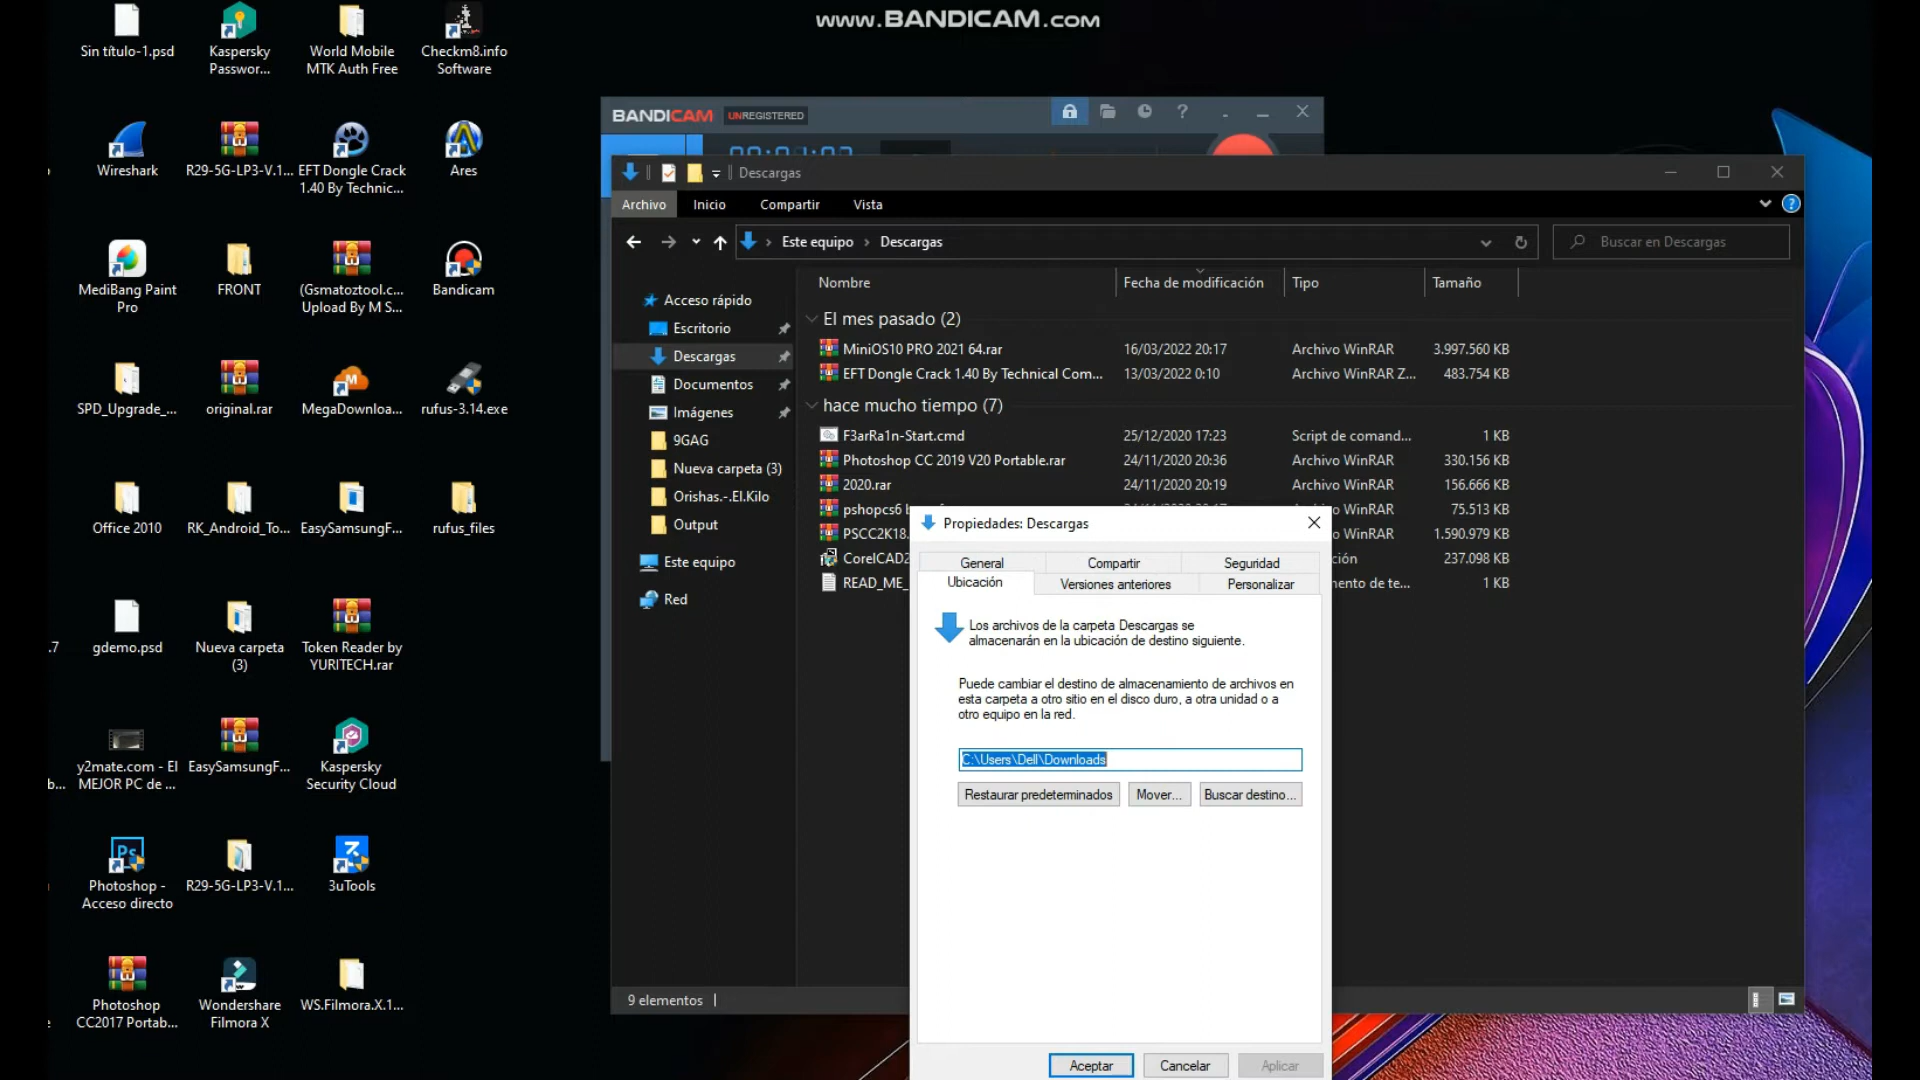 www.BANDICAM.com
Sin título-1.psd
Kaspersky
Passwor...
World Mobile
MTK Auth Free
Checkm8.info
Software
Wireshark
R29-5G-LP3-V.1...
EFT Dongle Crack
1.40 By Technic...
Ares
MediBang Paint
Pro
FRONT
(Gsmatoztool.c...
Upload By M S...
Bandicam
SPD_Upgrade_...
original.rar
MegaDownloa...
rufus-3.14.exe
Office 2010
RK_Android_To...
EasySamsungF...
rufus_files
.7
gdemo.psd
Nueva carpeta
(3)
Token Reader by
YURITECH.rar
b...
y2mate.com - El
MEJOR PC de ...
EasySamsungF...
Kaspersky
Security Cloud
Photoshop -
Acceso directo
R29-5G-LP3-V.1...
3uTools
Photoshop
CC2017 Portab...
Wondershare
Filmora X
WS.Filmora.X.1...
BANDICAM UNREGISTERED
Descargas
Archivo Inicio Compartir Vista
Este equipo Descargas
Buscar en Descargas
Acceso rápido
Escritorio
Descargas
Documentos
Imágenes
9GAG
Nueva carpeta (3)
Orishas.-.El.Kilo
Output
Este equipo
Red
Nombre Fecha de modificación Tipo Tamaño
El mes pasado (2)
MiniOS10 PRO 2021 64.rar 16/03/2022 20:17 Archivo WinRAR 3.997.560 KB
EFT Dongle Crack 1.40 By Technical Com... 13/03/2022 0:10 Archivo WinRAR Z... 483.754 KB
hace mucho tiempo (7)
F3arRa1n-Start.cmd 25/12/2020 17:23 Script de comand... 1 KB
Photoshop CC 2019 V20 Portable.rar 24/11/2020 20:36 Archivo WinRAR 330.156 KB
2020.rar 24/11/2020 20:19 Archivo WinRAR 156.666 KB
pshopcs6 75.513 KB
PSCC2K18. o WinRAR 1.590.979 KB
CorelCAD2 ción 237.098 KB
READ_ME_ mento de te... 1 KB
9 elementos
Propiedades: Descargas
General Compartir Seguridad
Ubicación Versiones anteriores Personalizar
Los archivos de la carpeta Descargas se
almacenarán en la ubicación de destino siguiente.
Puede cambiar el destino de almacenamiento de archivos en
esta carpeta a otro sitio en el disco duro, a otra unidad o a
otro equipo en la red.
C:\Users\Dell\Downloads
Restaurar predeterminados Mover... Buscar destino...
Aceptar Cancelar Aplicar